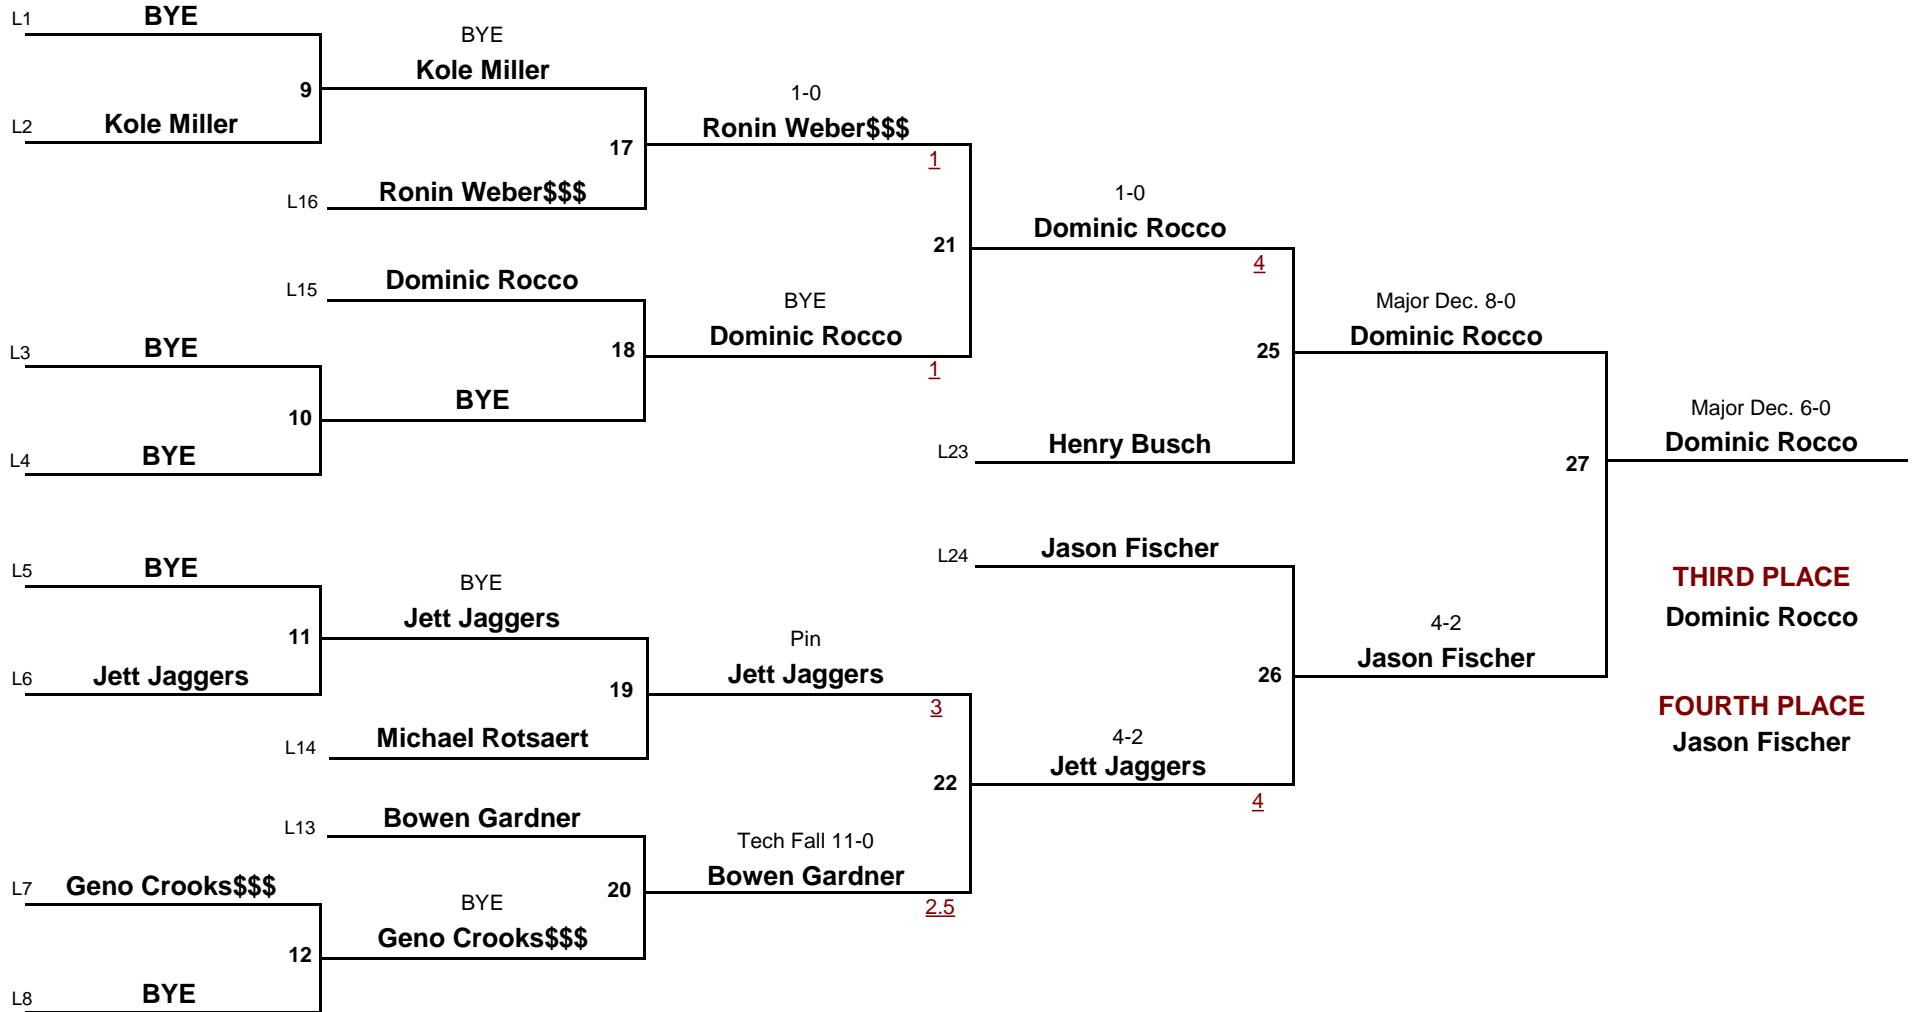 L1 BYE
BYE
Kole Miller
9
L2 Kole Miller
1-0
Ronin Weber$$$
1
17
L16 Ronin Weber$$$
1-0
Dominic Rocco
4
21
L15 Dominic Rocco
BYE
Dominic Rocco
1
18
L3 BYE
BYE
10
L4 BYE
Major Dec. 8-0
Dominic Rocco
25
L23 Henry Busch
Major Dec. 6-0
Dominic Rocco
27
L24 Jason Fischer
L5 BYE
BYE
Jett Jaggers
11
L6 Jett Jaggers
Pin
Jett Jaggers
3
19
L14 Michael Rotsaert
4-2
Jason Fischer
26
THIRD PLACE
Dominic Rocco
FOURTH PLACE
Jason Fischer
4-2
Jett Jaggers
4
22
L13 Bowen Gardner
Tech Fall 11-0
Bowen Gardner
2.5
20
L7 Geno Crooks$$$
BYE
Geno Crooks$$$
12
L8 BYE